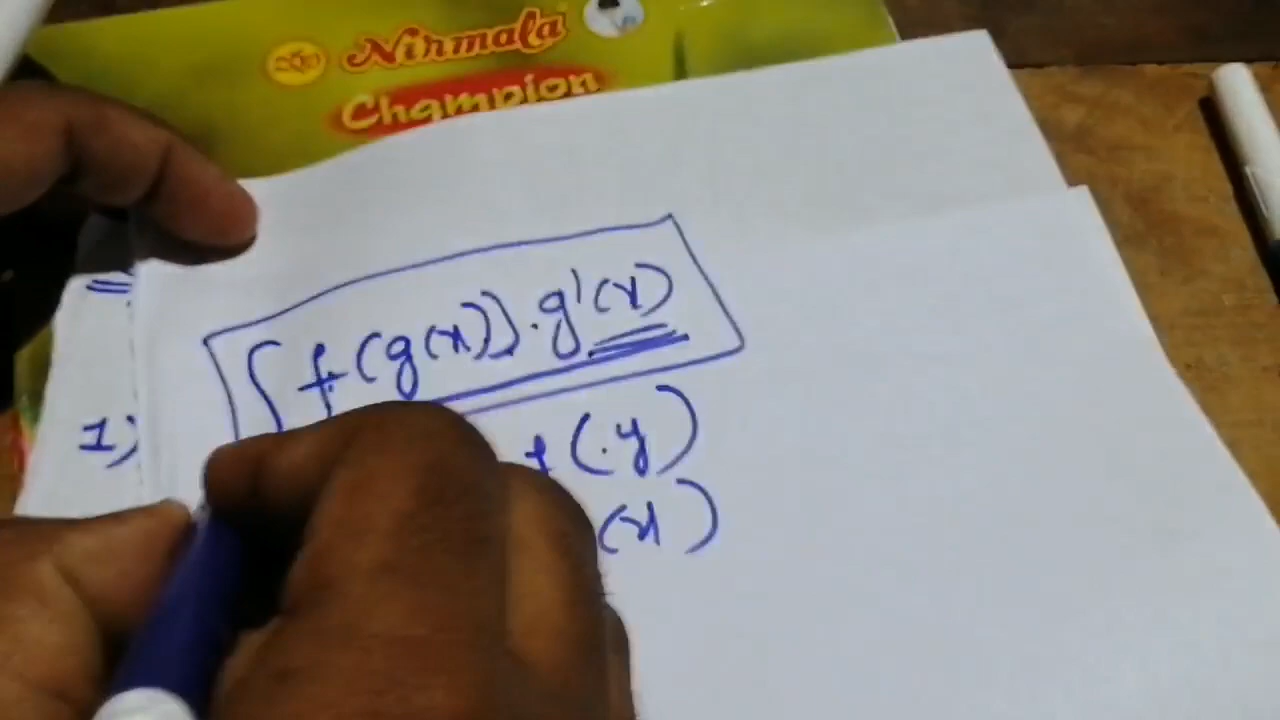 Nirmala
Champion
∫ f(g(x)).g'(x)
f(.y)
1)
(x)